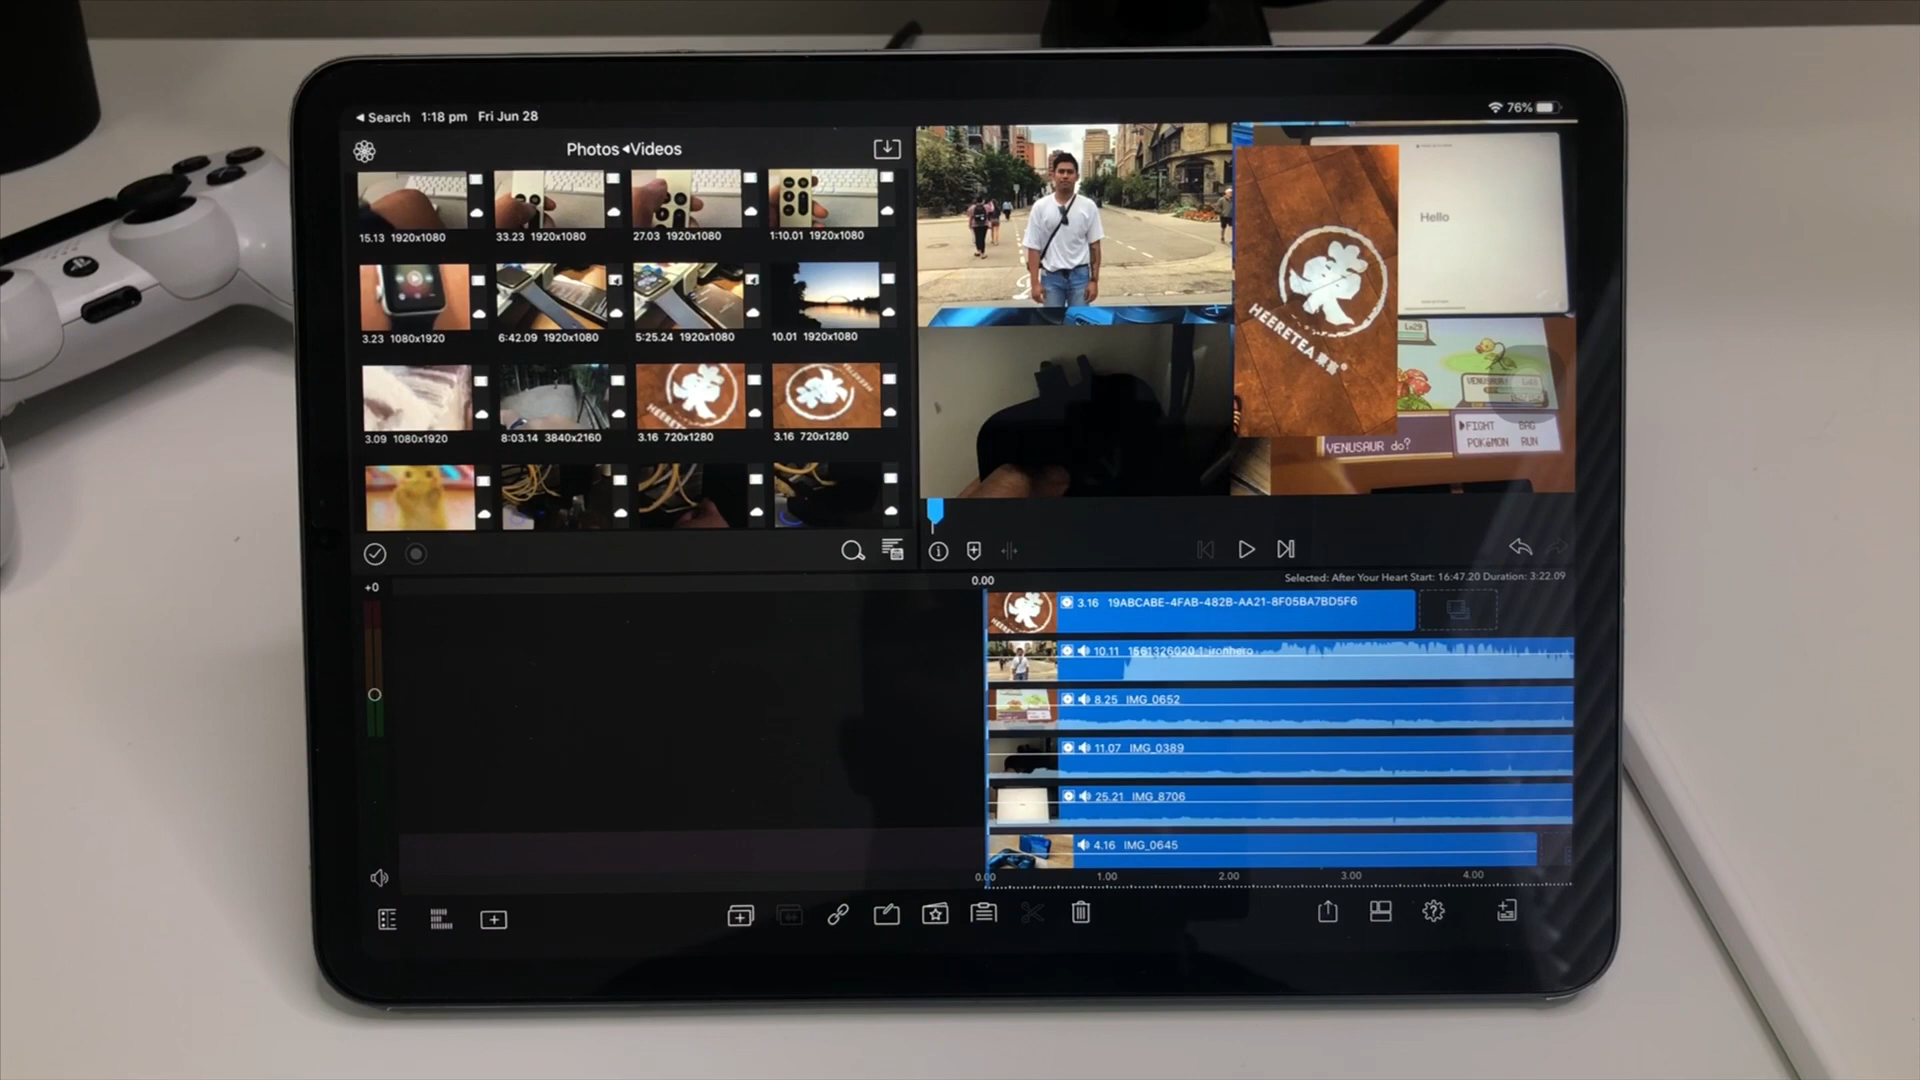 ◀ Search 1:18 pm Fri Jun 28
76%
Photos ◂Videos
15.13 1920x1080
33.23 1920x1080
27.03 1920x1080
1:10.01 1920x1080
3.23 1080x1920
6:42.09 1920x1080
5:25.24 1920x1080
10.01 1920x1080
3.09 1080x1920
8:03.14 3840x2160
3.16 720x1280
3.16 720x1280
Hello
HEERETEA
Lv29
VENUSAUR
VENUSAUR do?
▶FIGHT BAG
POKéMON RUN
+0
0.00
Selected: After Your Heart Start: 16:47.20 Duration: 3:22.09
3.16 19ABCABE-4FAB-482B-AA21-8F05BA7BD5F6
10.11 1561326020_1_ironhero
8.25 IMG_0652
11.07 IMG_0389
25.21 IMG_8706
4.16 IMG_0645
0.00 1.00 2.00 3.00 4.00